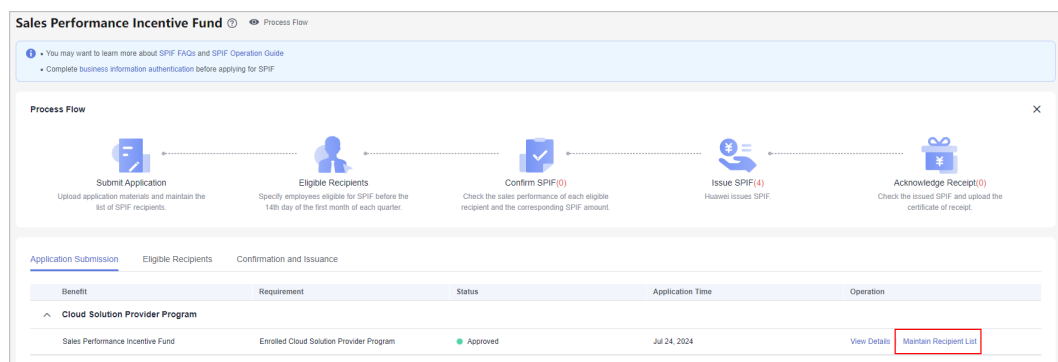 Sales Performance Incentive Fund ? Process Flow
• You may want to learn more about SPIF FAQs and SPIF Operation Guide
• Complete business information authentication before applying for SPIF
Process Flow
Submit Application
Upload application materials and maintain the
list of SPIF recipients.
Eligible Recipients
Specify employees eligible for SPIF before the
14th day of the first month of each quarter.
Confirm SPIF(0)
Check the sales performance of each eligible
recipient and the corresponding SPIF amount.
Issue SPIF(4)
Huawei issues SPIF.
Acknowledge Receipt(0)
Check the issued SPIF and upload the
certificate of receipt.
Application Submission Eligible Recipients Confirmation and Issuance
Benefit Requirement Status Application Time Operation
Cloud Solution Provider Program
Sales Performance Incentive Fund Enrolled Cloud Solution Provider Program Approved Jul 24, 2024 View Details Maintain Recipient List